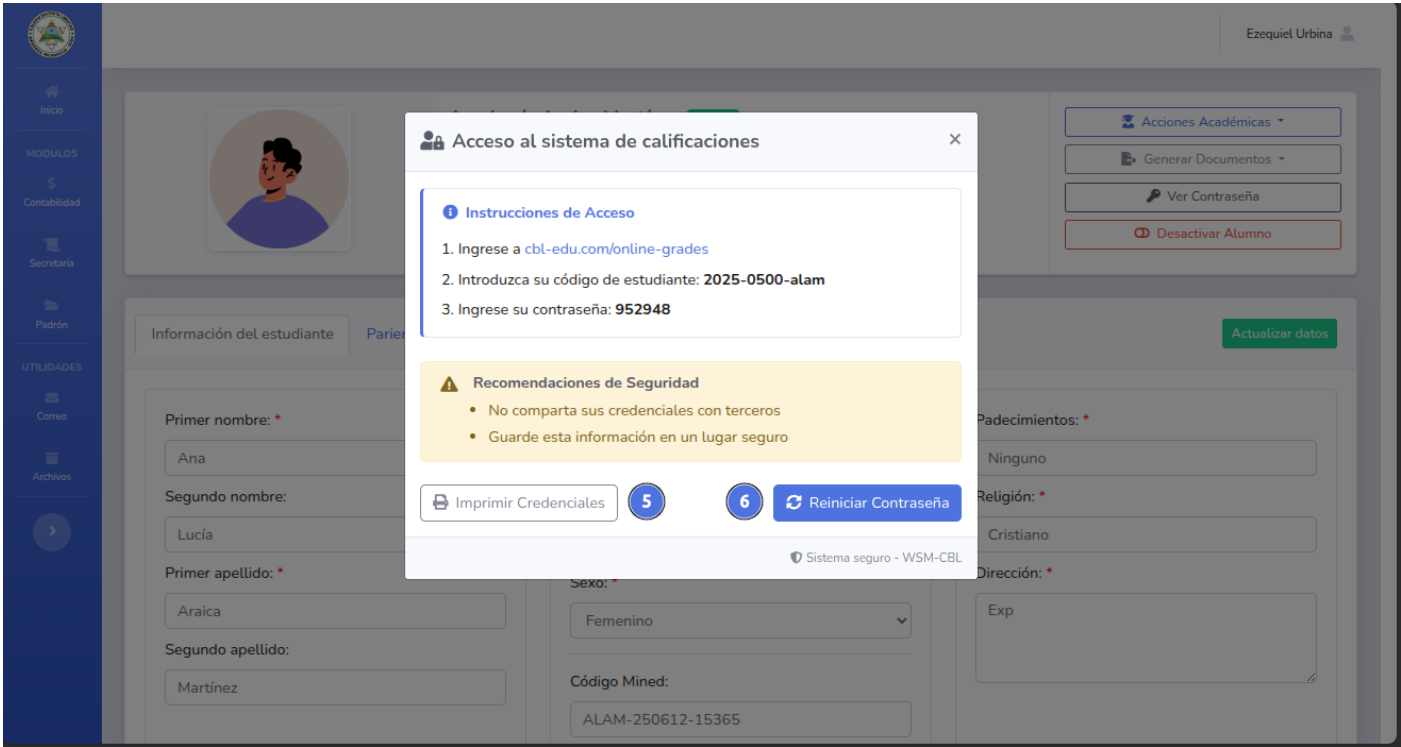 Ezequiel Urbina
Inicio
MODULOS
Contabilidad
Secretaría
Padrón
UTILIDADES
Correo
Archivos
Acciones Académicas
Generar Documentos
Ver Contraseña
Desactivar Alumno
Acceso al sistema de calificaciones
Instrucciones de Acceso
1. Ingrese a cbl-edu.com/online-grades
2. Introduzca su código de estudiante: 2025-0500-alam
3. Ingrese su contraseña: 952948
Recomendaciones de Seguridad
• No comparta sus credenciales con terceros
• Guarde esta información en un lugar seguro
Imprimir Credenciales 5 6 Reiniciar Contraseña
Sistema seguro - WSM-CBL
Información del estudiante
Actualizar datos
Primer nombre: *
Ana
Segundo nombre:
Lucía
Primer apellido: *
Araica
Segundo apellido:
Martínez
Sexo: *
Femenino
Código Mined:
ALAM-250612-15365
Padecimientos: *
Ninguno
Religión: *
Cristiano
Dirección: *
Exp